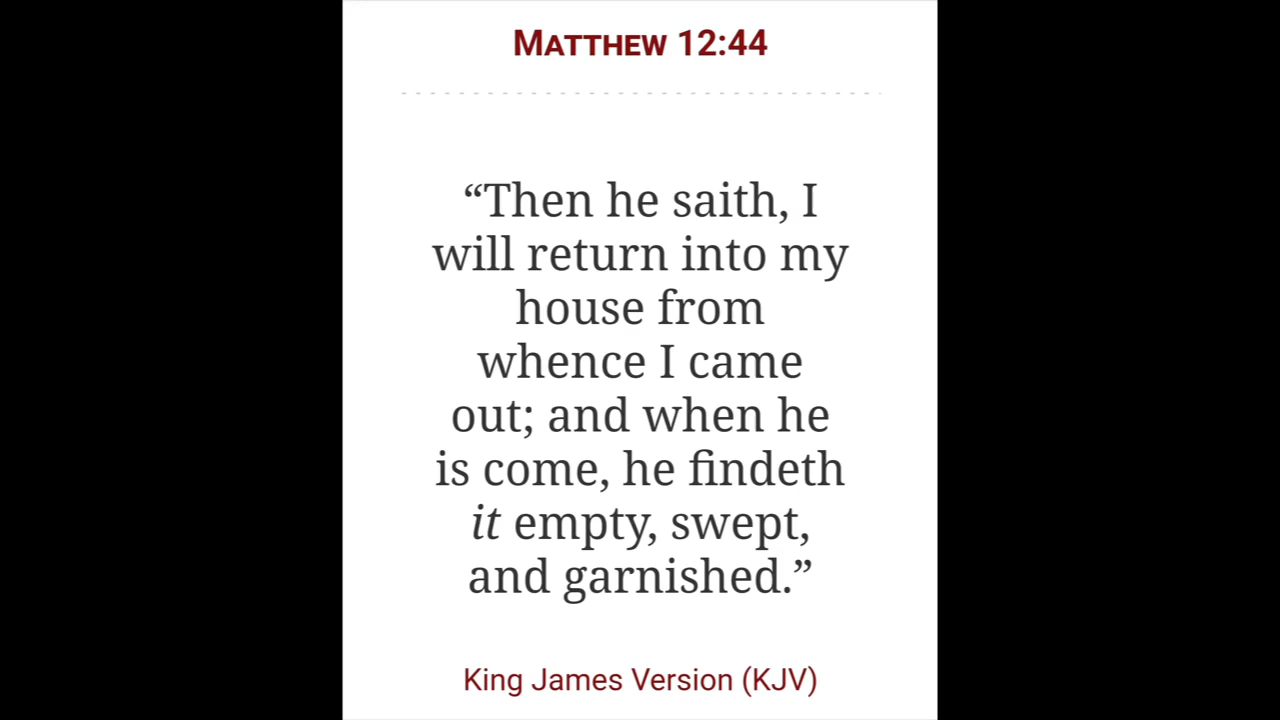 MATTHEW 12:44
“Then he saith, I
will return into my
house from
whence I came
out; and when he
is come, he findeth
it empty, swept,
and garnished.”
King James Version (KJV)